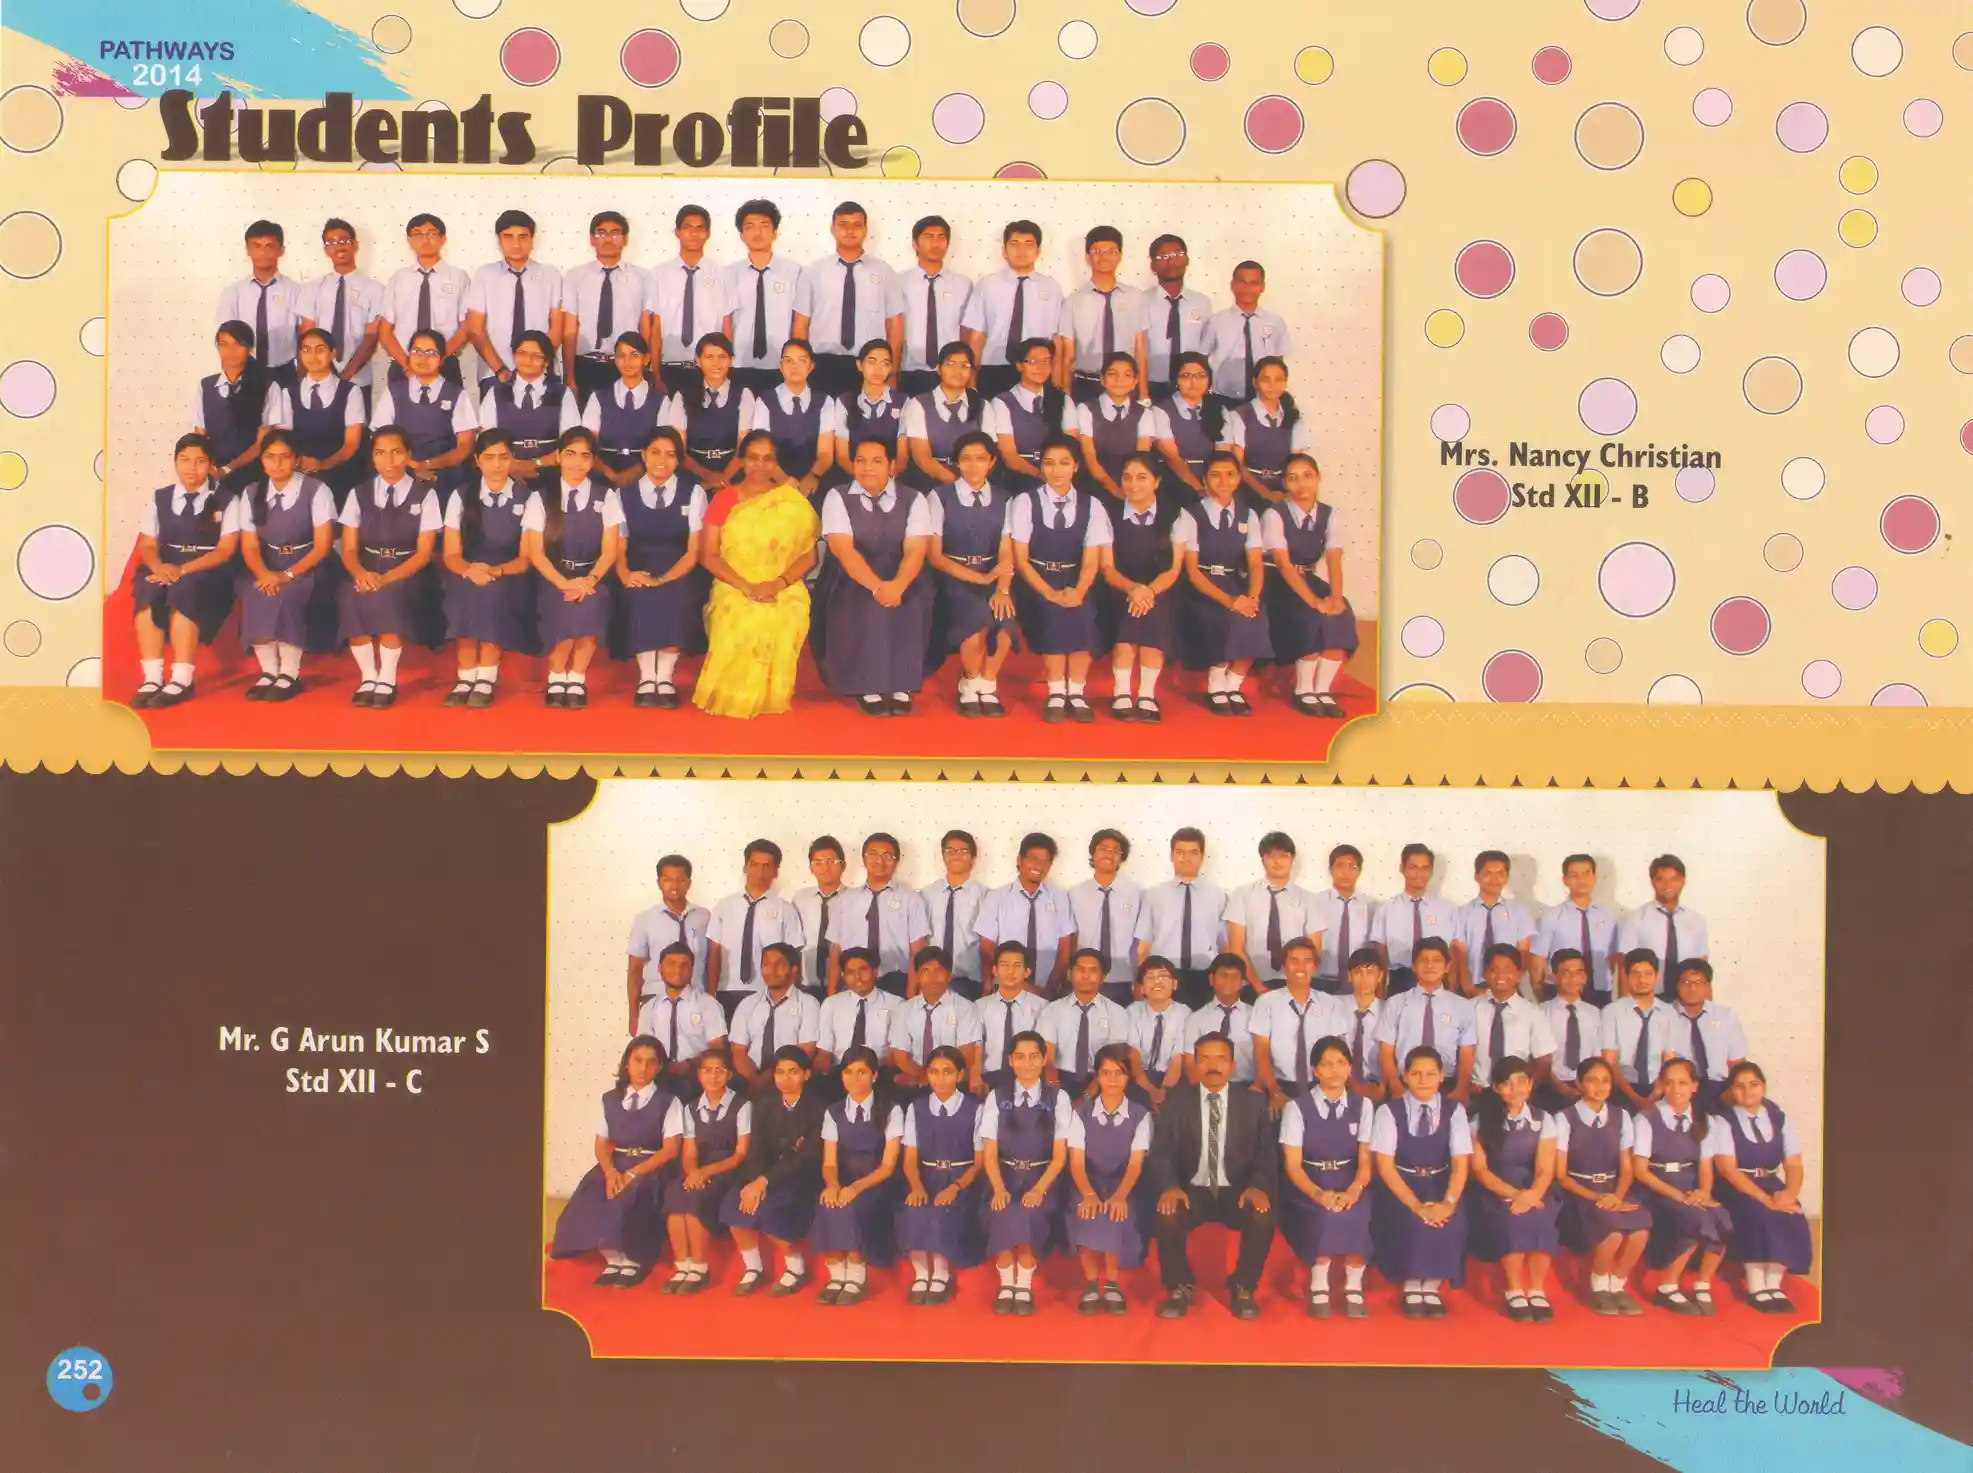 PATHWAYS
2014
Students Profile
Mrs. Nancy Christian
Std XII - B
Mr. G Arun Kumar S
Std XII - C
252
Heal the World